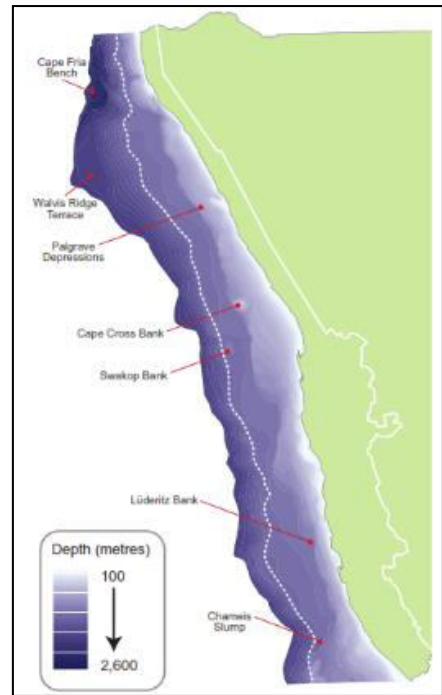 Cape Fria
Bench
Walvis Ridge
Terrace
Palgrave
Depressions
Cape Cross Bank
Swakop Bank
Lüderitz Bank
Chameis
Slump
Depth (metres)
100
2,600